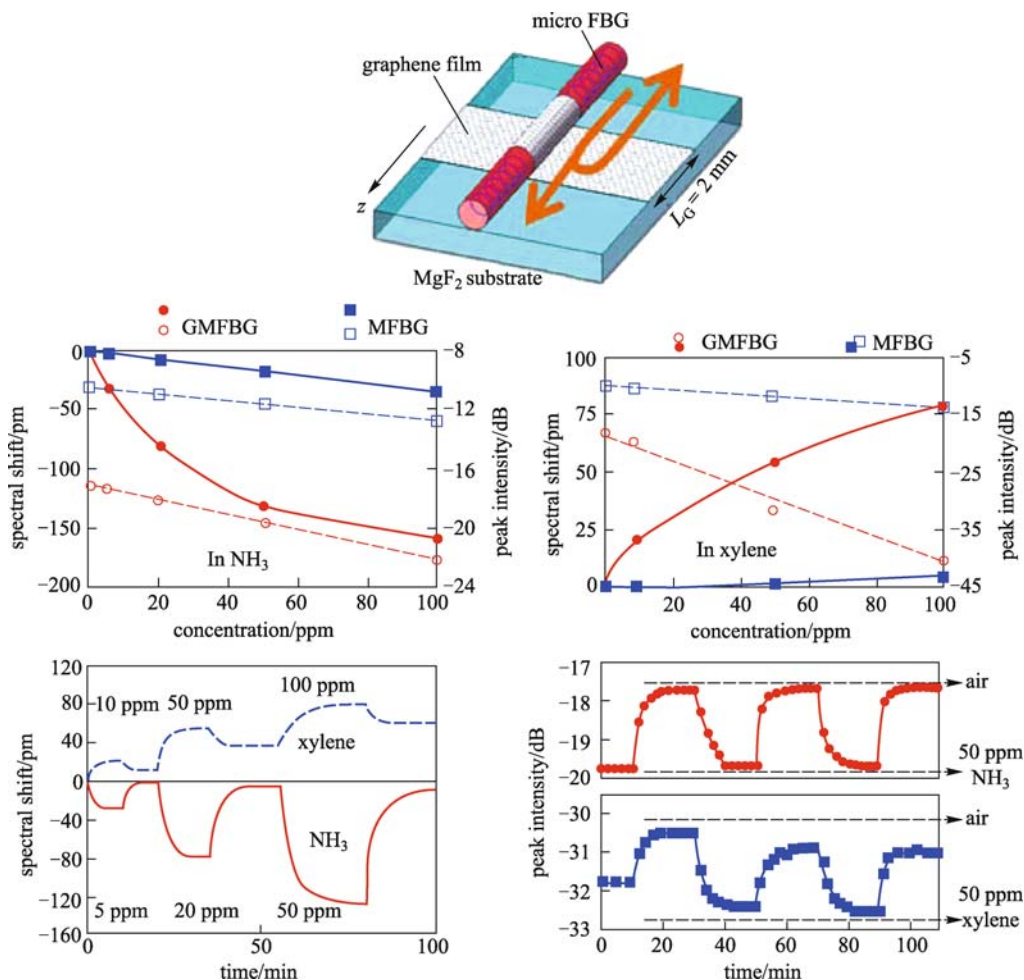 micro FBG
graphene film
z
L_G = 2 mm
MgF₂ substrate
GMFBG
MFBG
0
−50
−100
−150
−200
spectral shift/pm
−8
−12
−16
−20
−24
peak intensity/dB
In NH₃
0 20 40 60 80 100
concentration/ppm
GMFBG
MFBG
100
75
50
25
0
spectral shift/pm
−5
−15
−25
−35
−45
peak intensity/dB
In xylene
20 40 60 80 100
concentration/ppm
120
80
40
0
−40
−80
−120
−160
spectral shift/pm
10 ppm
50 ppm
100 ppm
xylene
NH₃
5 ppm
20 ppm
50 ppm
0 50 100
time/min
−17
−18
−19
−20
−30
−31
−32
−33
peak intensity/dB
air
50 ppm
NH₃
air
50 ppm
xylene
0 20 40 60 80 100
time/min